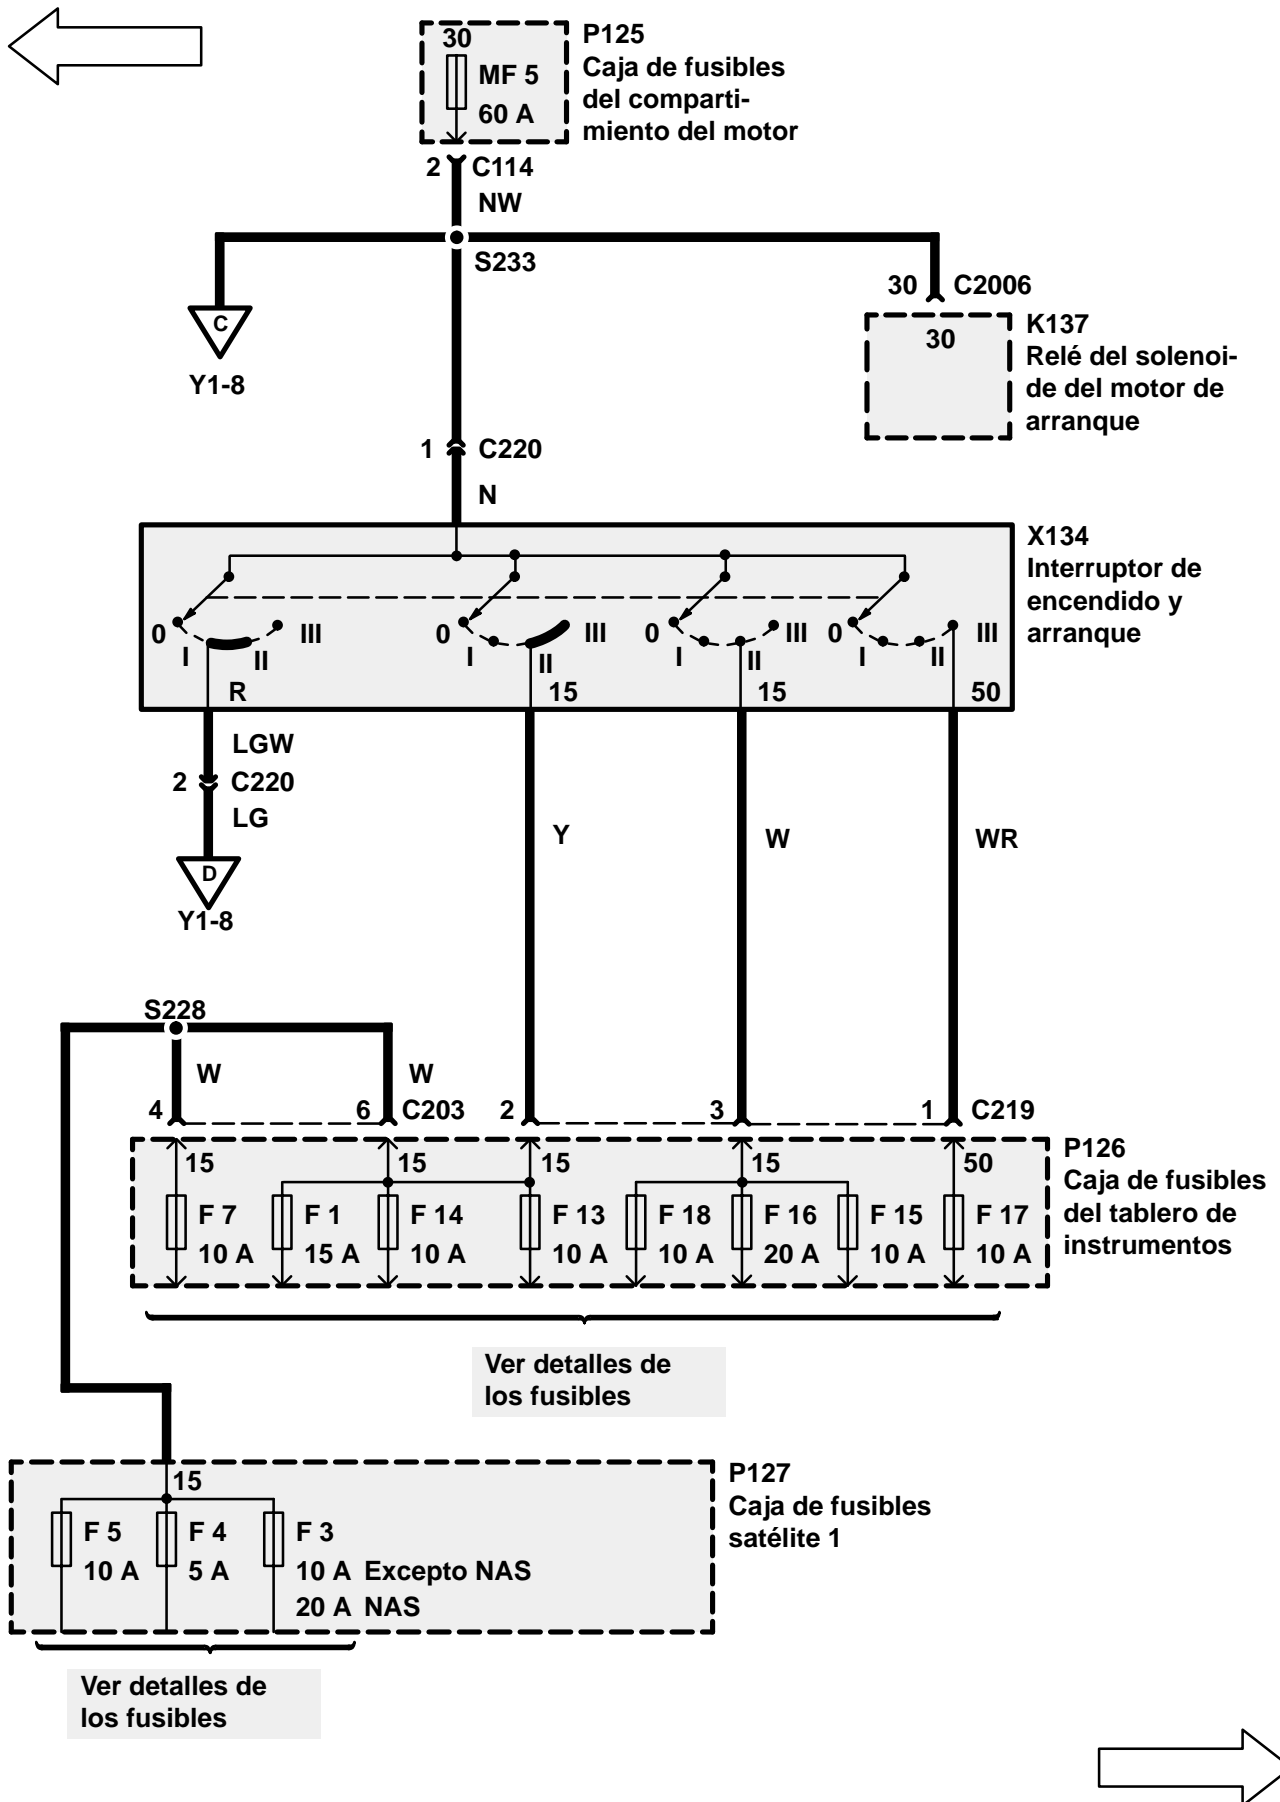 30
MF 5
60 A
P125
Caja de fusibles
del comparti-
miento del motor
2 C114
NW
S233
C
Y1-8
30 C2006
30
K137
Relé del solenoi-
de del motor de
arranque
1 C220
N
X134
Interruptor de
encendido y
arranque
0 I II III
0 I II III
0 I II III
0 I II III
R 15 15 50
LGW
2 C220
LG
D
Y1-8
Y W WR
S228
W W
4 6 C203 2 3 1 C219
15 15 15 15 50
P126
Caja de fusibles
del tablero de
instrumentos
F 7 F 1 F 14 F 13 F 18 F 16 F 15 F 17
10 A 15 A 10 A 10 A 10 A 20 A 10 A 10 A
Ver detalles de
los fusibles
15
P127
Caja de fusibles
satélite 1
F 5 F 4 F 3
10 A 5 A 10 A Excepto NAS
20 A NAS
Ver detalles de
los fusibles